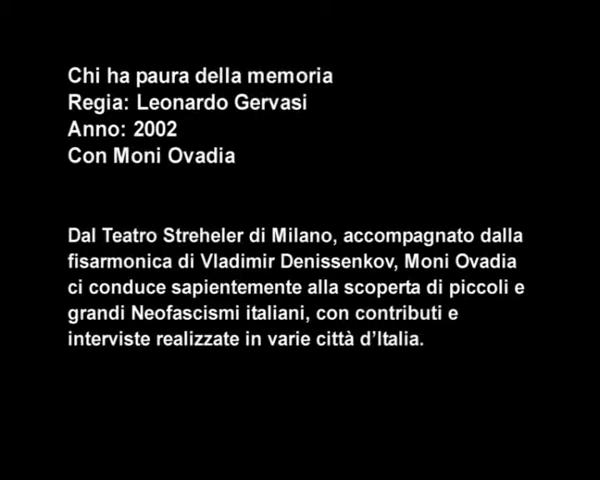 Chi ha paura della memoria
Regia: Leonardo Gervasi
Anno: 2002
Con Moni Ovadia
Dal Teatro Streheler di Milano, accompagnato dalla
fisarmonica di Vladimir Denissenkov, Moni Ovadia
ci conduce sapientemente alla scoperta di piccoli e
grandi Neofascismi italiani, con contributi e
interviste realizzate in varie città d'Italia.